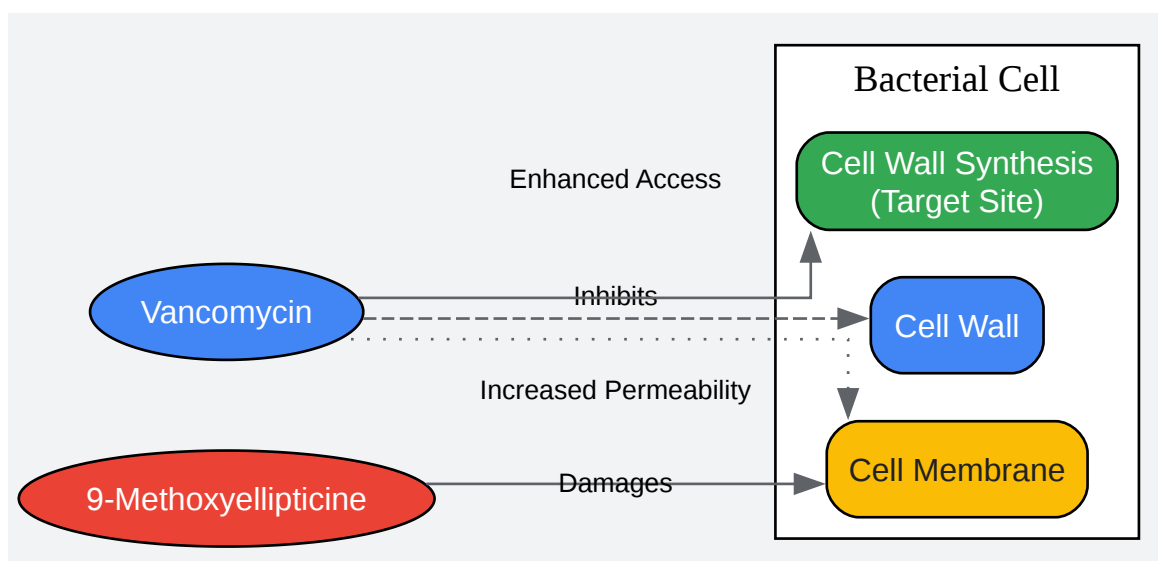 Bacterial Cell
Cell Wall Synthesis
(Target Site)
Enhanced Access
Vancomycin
Inhibits
Cell Wall
Increased Permeability
Cell Membrane
9-Methoxyellipticine
Damages